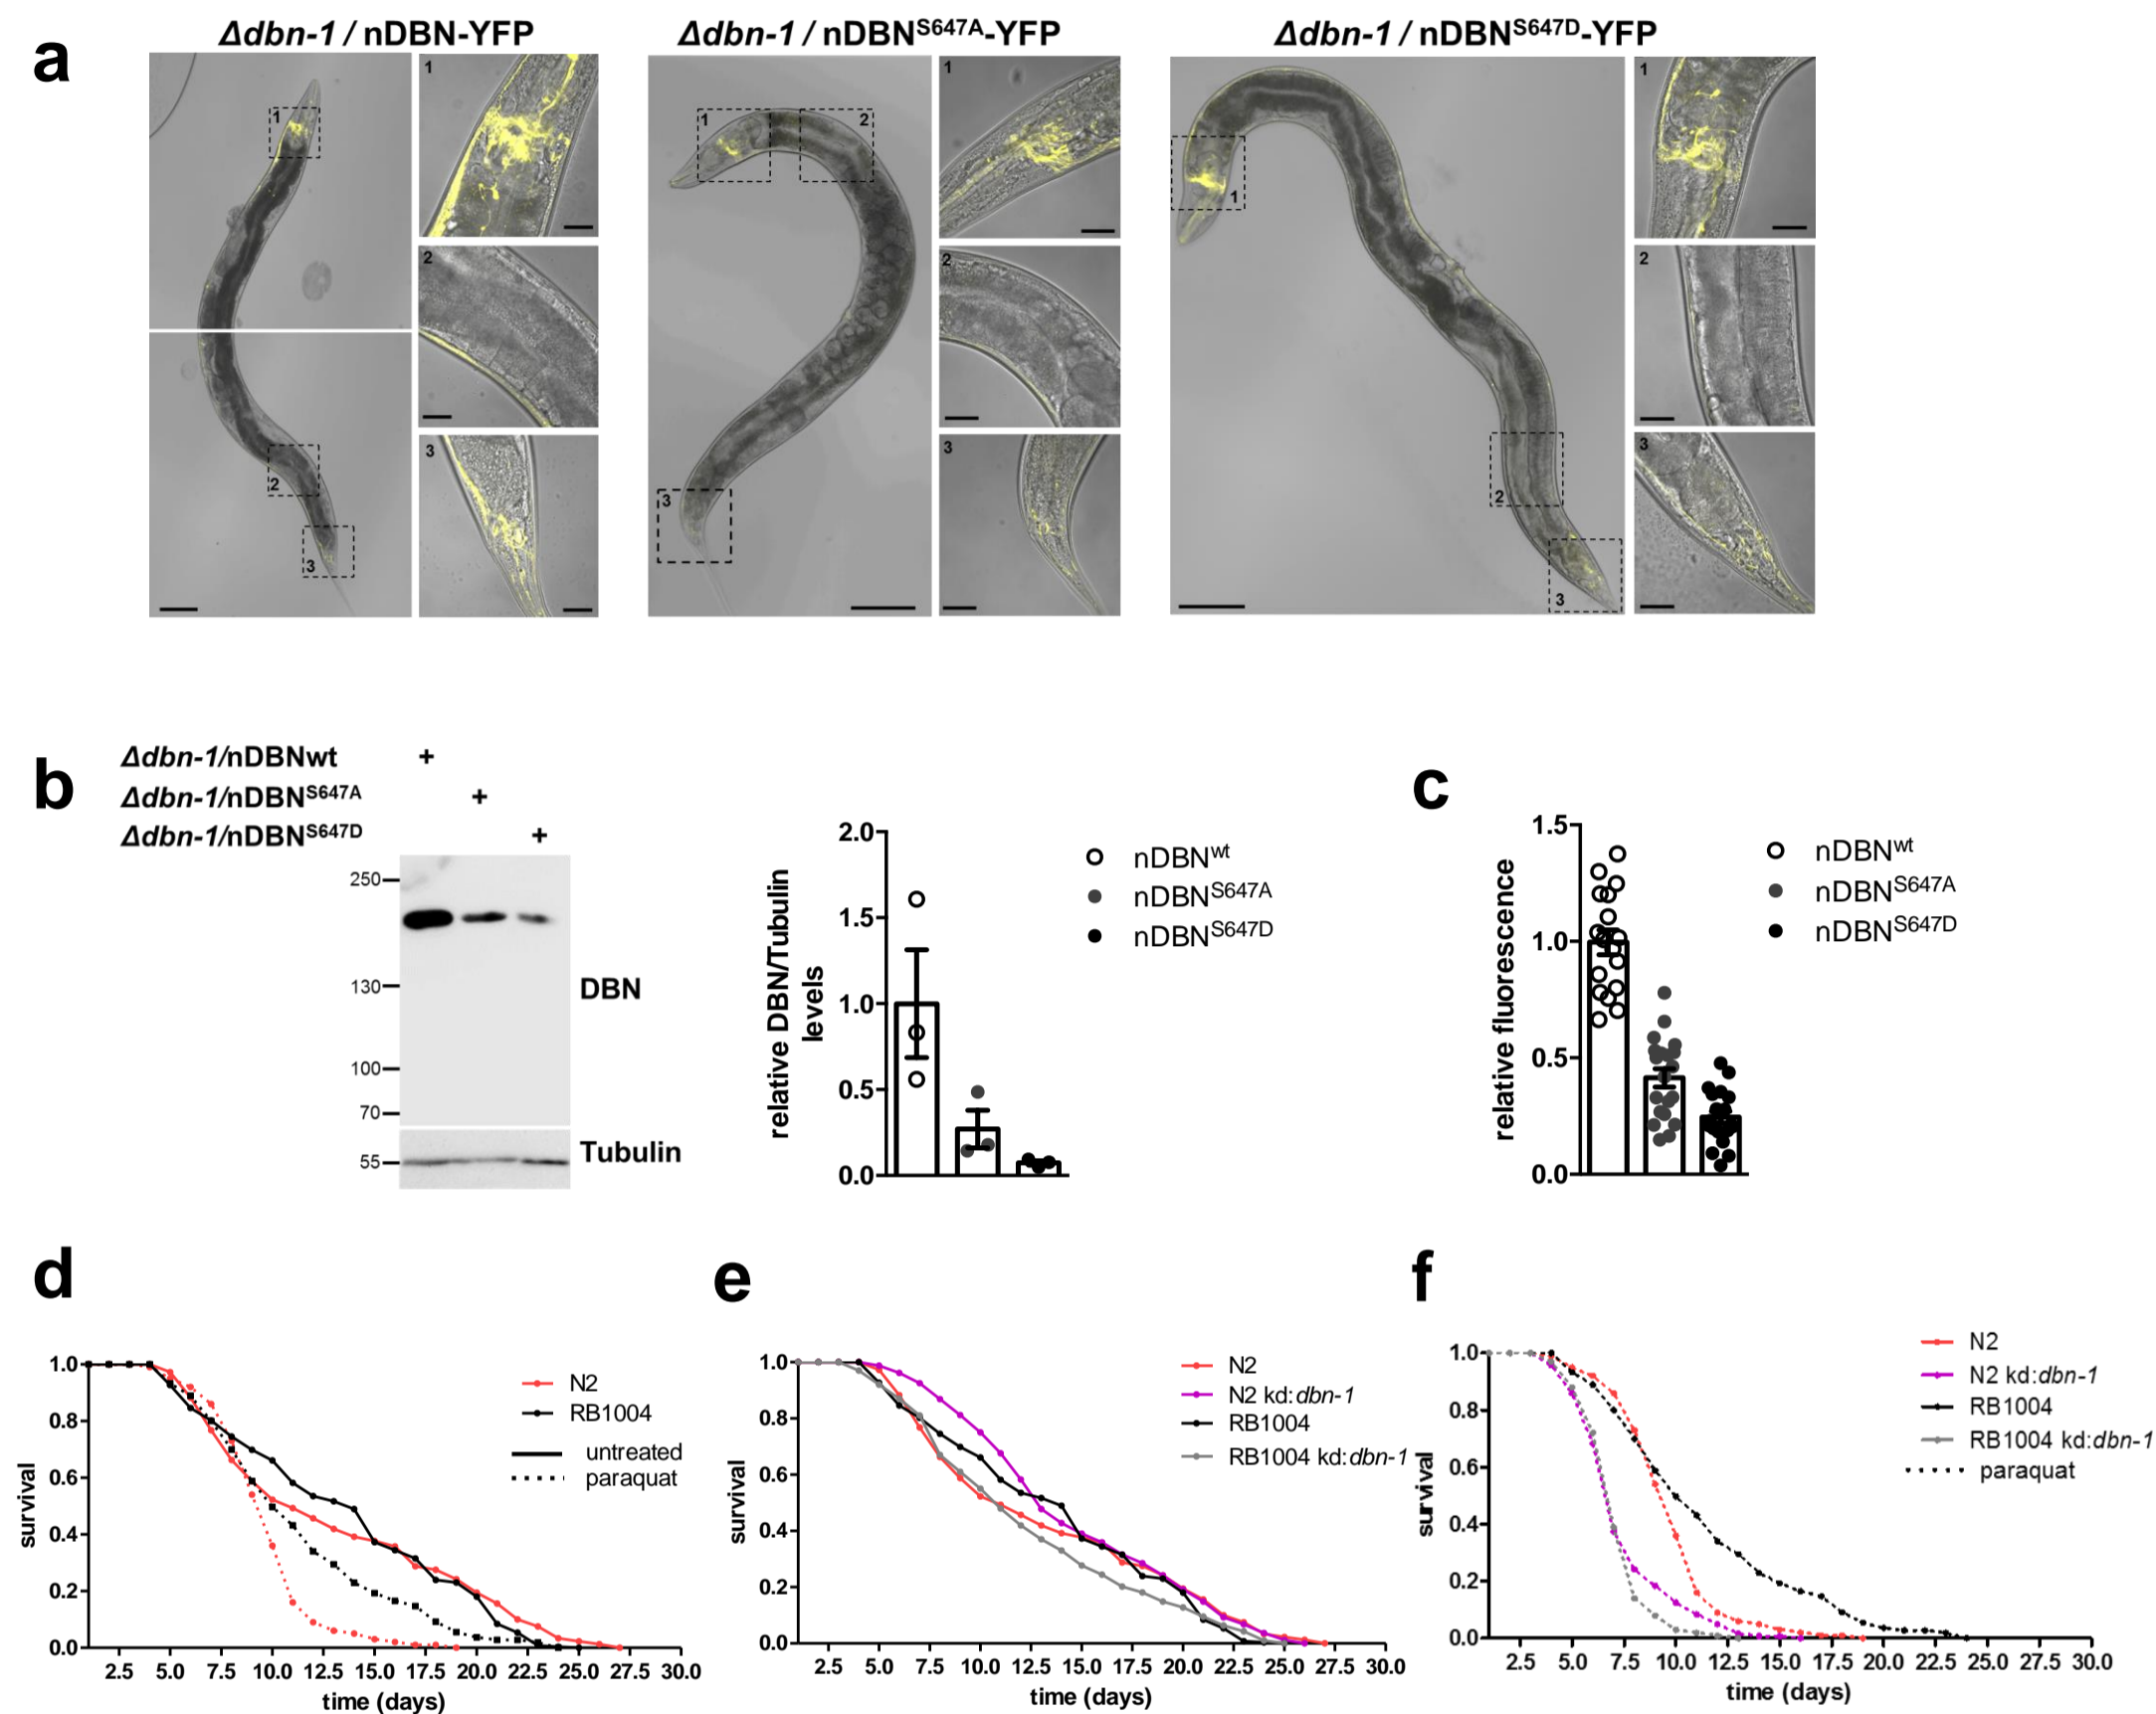 a
Δdbn-1 / nDBN-YFP
Δdbn-1 / nDBNS647A-YFP
Δdbn-1 / nDBNS647D-YFP
1
2
3
1
2
3
1
2
3
1
2
3
1
2
3
1
2
3
b
Δdbn-1/nDBNwt +
Δdbn-1/nDBNS647A +
Δdbn-1/nDBNS647D +
250
130
100
70
55
DBN
Tubulin
relative DBN/Tubulin
levels
2.0
1.5
1.0
0.5
0.0
nDBNwt
nDBNS647A
nDBNS647D
c
relative fluorescence
1.5
1.0
0.5
0.0
nDBNwt
nDBNS647A
nDBNS647D
d
survival
1.0
0.8
0.6
0.4
0.2
0.0
2.5 5.0 7.5 10.0 12.5 15.0 17.5 20.0 22.5 25.0 27.5 30.0
time (days)
N2
RB1004
untreated
paraquat
e
survival
1.0
0.8
0.6
0.4
0.2
0.0
2.5 5.0 7.5 10.0 12.5 15.0 17.5 20.0 22.5 25.0 27.5 30.0
time (days)
N2
N2 kd:dbn-1
RB1004
RB1004 kd:dbn-1
f
survival
1.0
0.8
0.6
0.4
0.2
0.0
2.5 5.0 7.5 10.0 12.5 15.0 17.5 20.0 22.5 25.0 27.5 30.0
time (days)
N2
N2 kd:dbn-1
RB1004
RB1004 kd:dbn-1
paraquat